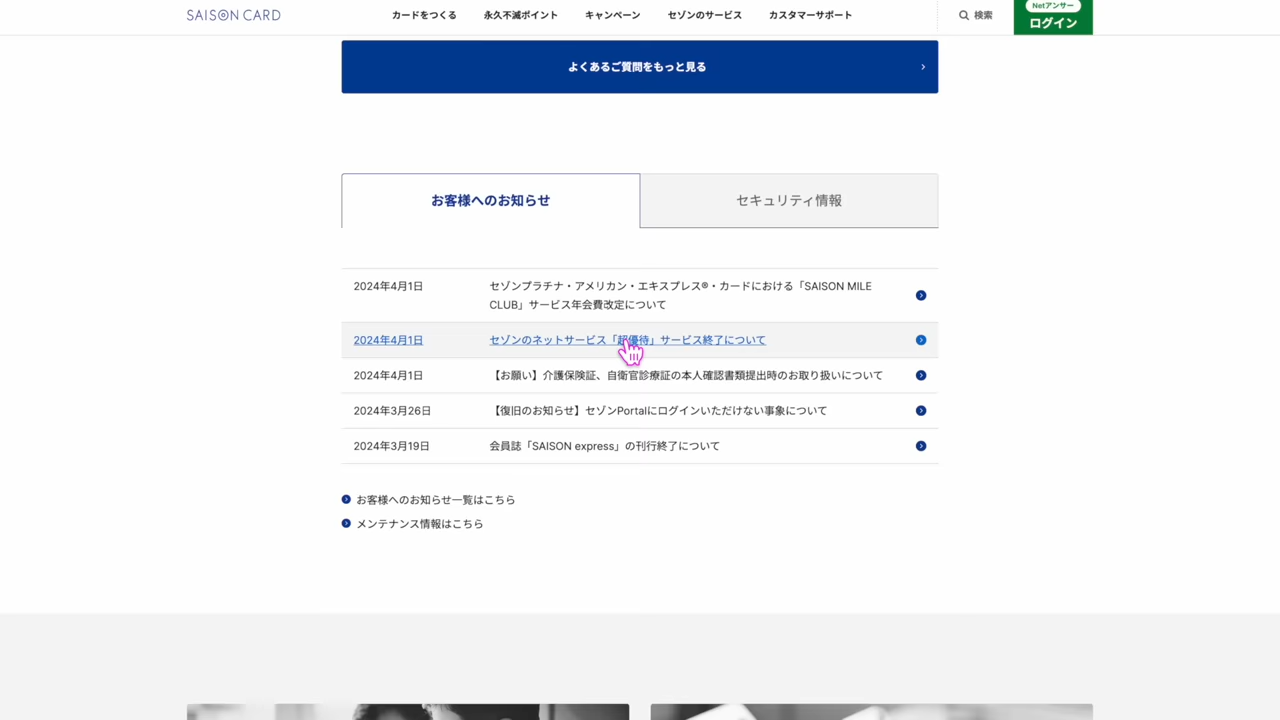 SAISON CARD
カードをつくる
永久不滅ポイント
キャンペーン
セゾンのサービス
カスタマーサポート
検索
Netアンサー
ログイン
よくあるご質問をもっと見る
お客様へのお知らせ
セキュリティ情報
2024年4月1日
セゾンプラチナ・アメリカン・エキスプレス®・カードにおける「SAISON MILE
CLUB」サービス年会費改定について
2024年4月1日
セゾンのネットサービス「超優待」サービス終了について
2024年4月1日
【お願い】介護保険証、自衛官診療証の本人確認書類提出時のお取り扱いについて
2024年3月26日
【復旧のお知らせ】セゾンPortalにログインいただけない事象について
2024年3月19日
会員誌「SAISON express」の刊行終了について
お客様へのお知らせ一覧はこちら
メンテナンス情報はこちら